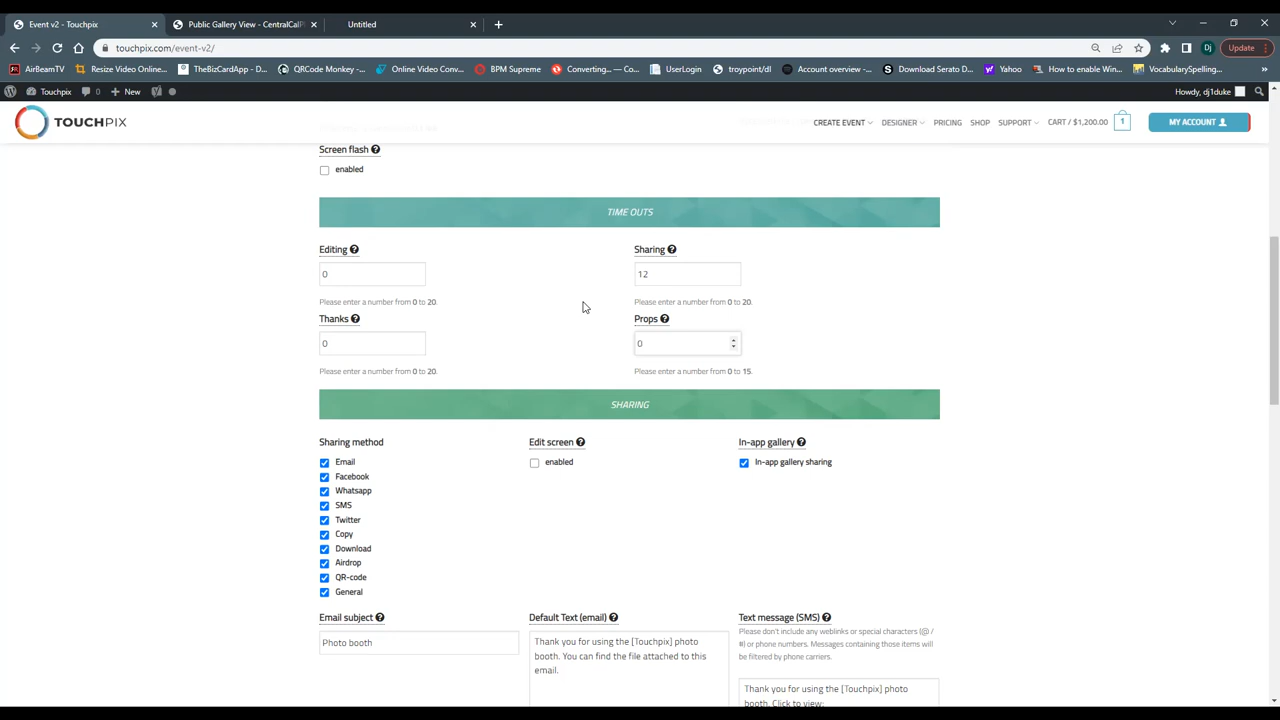 Event v2 - Touchpix
Public Gallery View - CentralCalP
Untitled
touchpix.com/event-v2/
Dj
Update
AirBeamTV
Resize Video Online...
TheBizCardApp - D...
QRCode Monkey - ...
Online Video Conv...
BPM Supreme
Converting... — Co...
UserLogin
troypoint/dl
Account overview -...
Download Serato D...
Yahoo
How to enable Win...
VocabularySpelling...
Touchpix
0
New
Howdy, dj1duke
TOUCHPIX
CREATE EVENT
DESIGNER
PRICING
SHOP
SUPPORT
CART / $1,200.00
1
MY ACCOUNT
Screen flash
enabled
TIME OUTS
Editing
Sharing
0
12
Please enter a number from 0 to 20.
Please enter a number from 0 to 20.
Thanks
Props
0
0
Please enter a number from 0 to 20.
Please enter a number from 0 to 15.
SHARING
Sharing method
Edit screen
In-app gallery
Email
enabled
In-app gallery sharing
Facebook
Whatsapp
SMS
Twitter
Copy
Download
Airdrop
QR-code
General
Email subject
Photo booth
Default Text (email)
Thank you for using the [Touchpix] photo
booth. You can find the file attached to this
email.
Text message (SMS)
Please don't include any weblinks or special characters (@ /
#) or phone numbers. Messages containing those items will
be filtered by phone carriers.
Thank you for using the [Touchpix] photo
booth. Click to view: